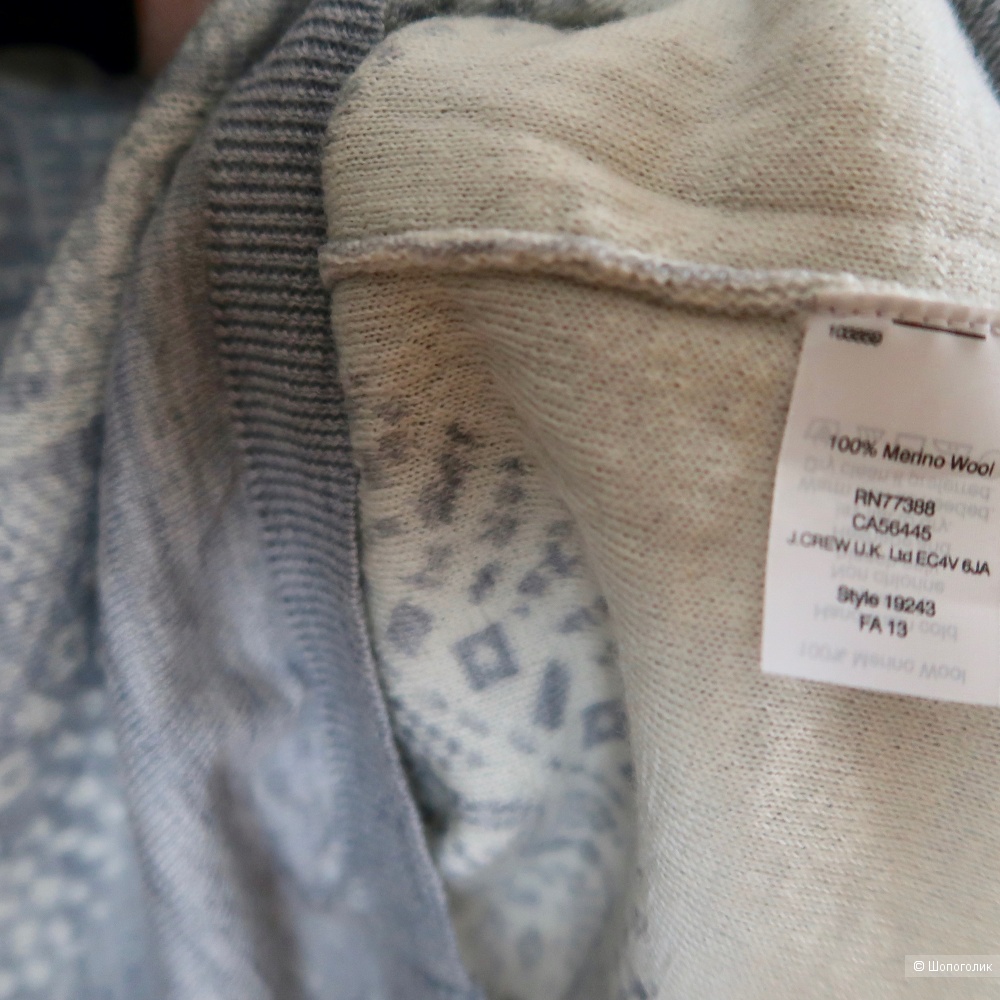 100% Merino Wool
RN77388
CA56445
J.CREW U.K. Ltd EC4V 6JA
Style 19243
FA 13
© Шопоголик